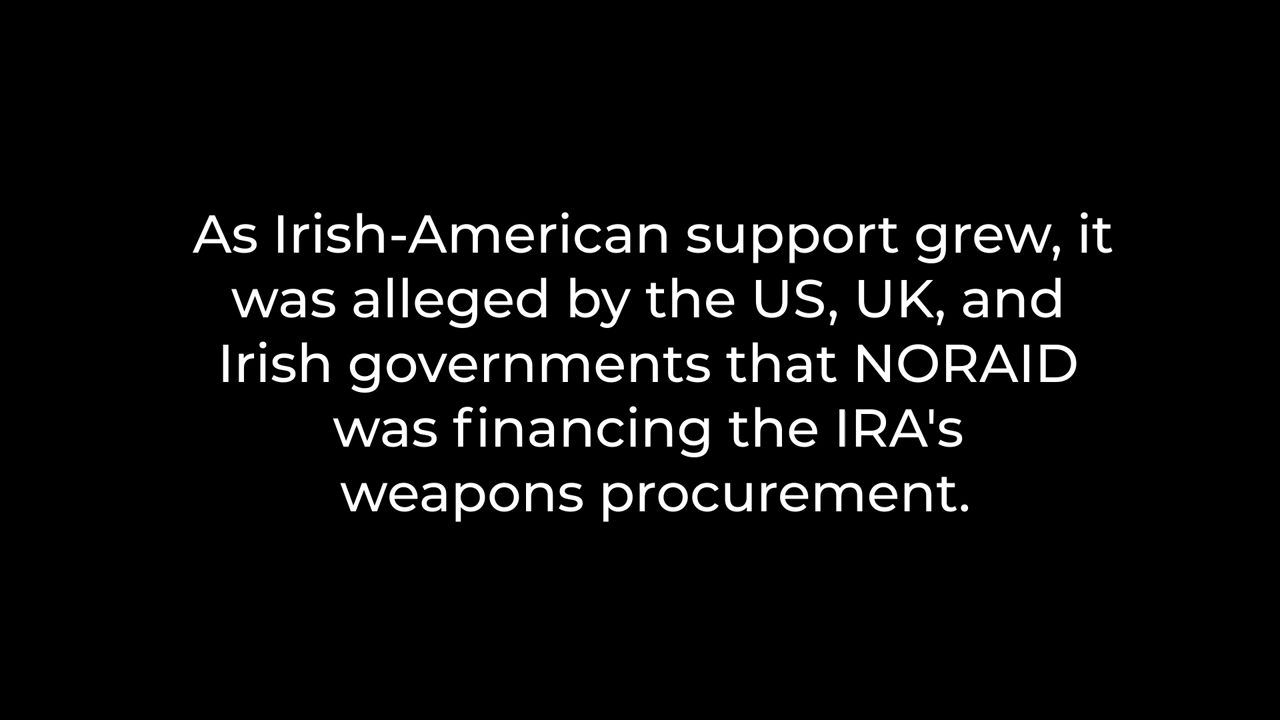 As Irish-American support grew, it
was alleged by the US, UK, and
Irish governments that NORAID
was financing the IRA's
weapons procurement.